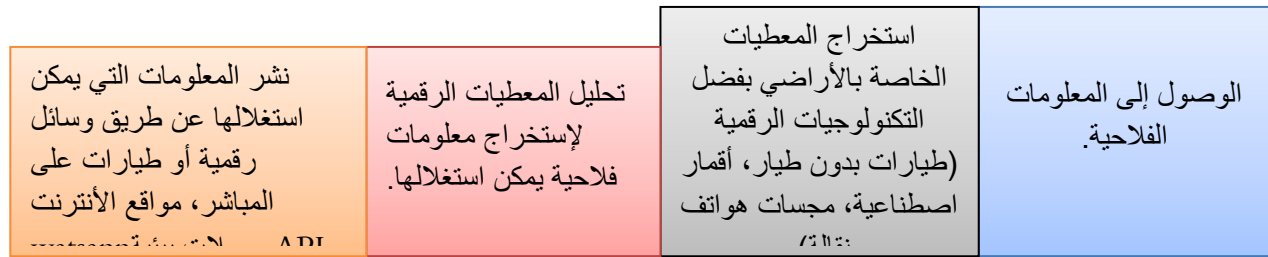 الوصول إلى المعلومات
الفلاحية.
استخراج المعطيات
الخاصة بالأراضي بفضل
التكنولوجيات الرقمية
(طيارات بدون طيار، أقمار
اصطناعية، مجسات هواتف
نقالة)
تحليل المعطيات الرقمية
لإستخراج معلومات
فلاحية يمكن استغلالها.
نشر المعلومات التي يمكن
استغلالها عن طريق وسائل
رقمية أو طيارات على
المباشر، مواقع الأنترنت
API